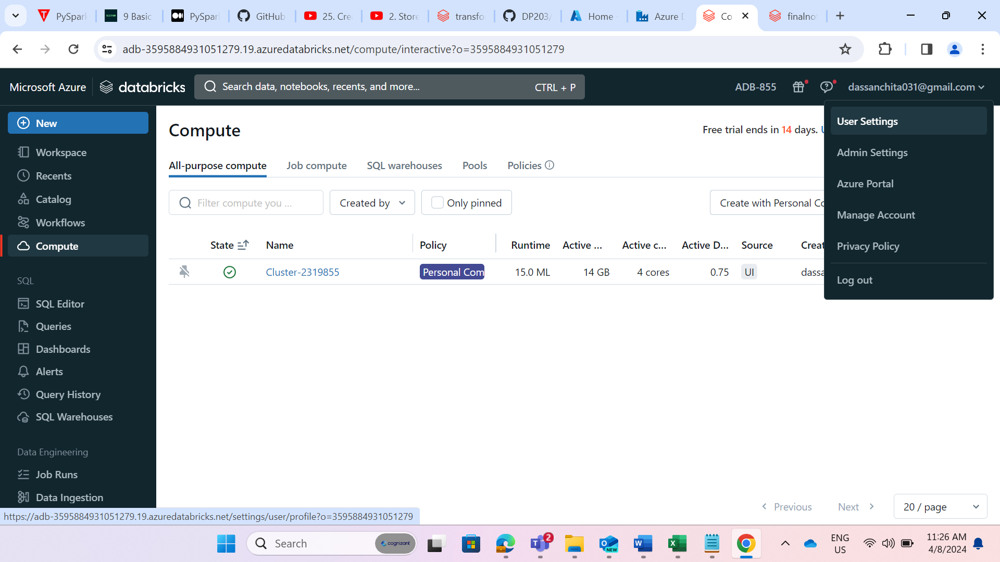 PySpark
9 Basic
PySpark
GitHub
25. Cre
2. Store
transfo
DP203/
Home
Azure D
Co
finalno
adb-3595884931051279.19.azuredatabricks.net/compute/interactive?o=3595884931051279
Microsoft Azure
databricks
Search data, notebooks, recents, and more...
CTRL + P
ADB-855
dassanchita031@gmail.com
New
Workspace
Recents
Catalog
Workflows
Compute
SQL
SQL Editor
Queries
Dashboards
Alerts
Query History
SQL Warehouses
Data Engineering
Job Runs
Data Ingestion
Compute
Free trial ends in 14 days. U
All-purpose compute
Job compute
SQL warehouses
Pools
Policies
Filter compute you ...
Created by
Only pinned
Create with Personal Co
State Name Policy Runtime Active ... Active c... Active D... Source Creat
Cluster-2319855 Personal Com 15.0 ML 14 GB 4 cores 0.75 UI dassa
User Settings
Admin Settings
Azure Portal
Manage Account
Privacy Policy
Log out
Previous
Next
20 / page
https://adb-3595884931051279.19.azuredatabricks.net/settings/user/profile?o=3595884931051279
Search
cognizant
2
NEW
ENG
US
11:26 AM
4/8/2024